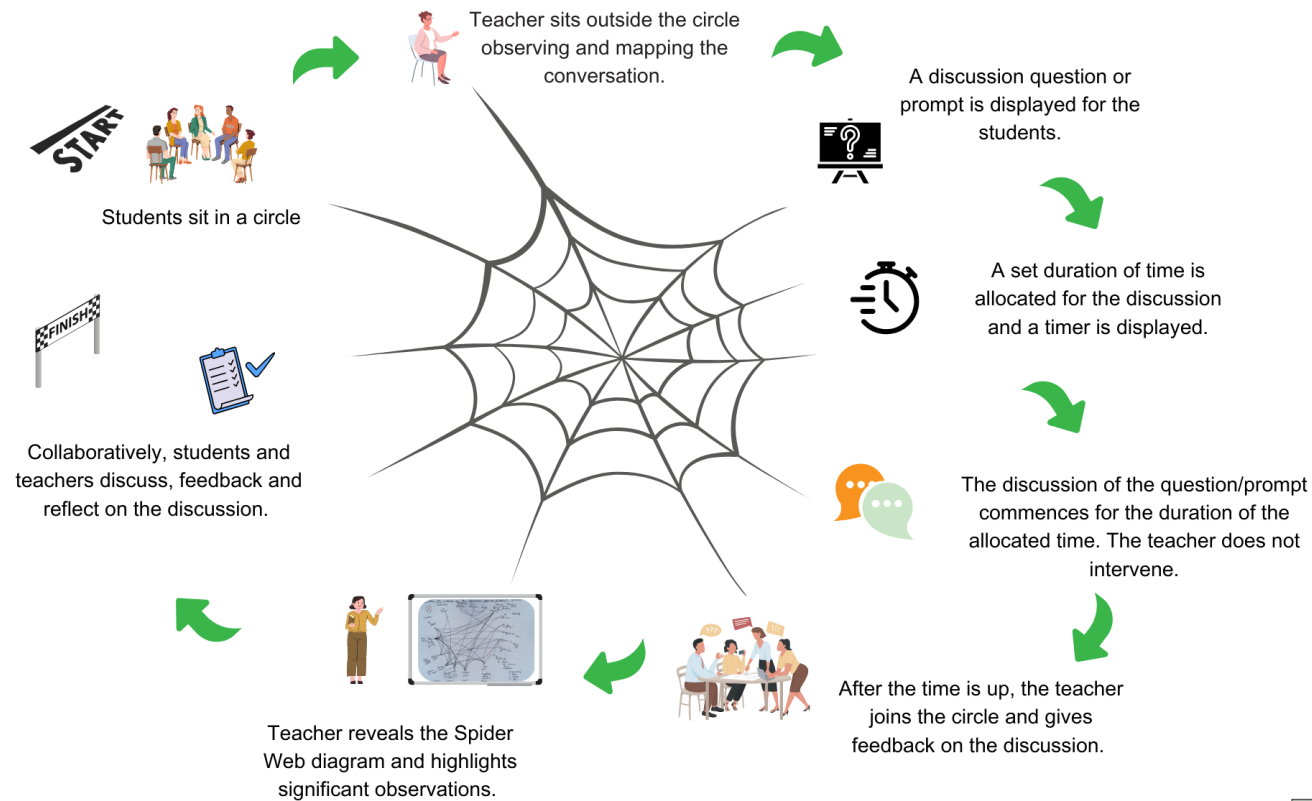 START
Students sit in a circle
Teacher sits outside the circle
observing and mapping the
conversation.
A discussion question or
prompt is displayed for the
students.
?
A set duration of time is
allocated for the discussion
and a timer is displayed.
The discussion of the question/prompt
commences for the duration of the
allocated time. The teacher does not
intervene.
After the time is up, the teacher
joins the circle and gives
feedback on the discussion.
???
!!!
Teacher reveals the Spider
Web diagram and highlights
significant observations.
Collaboratively, students and
teachers discuss, feedback and
reflect on the discussion.
FINISH